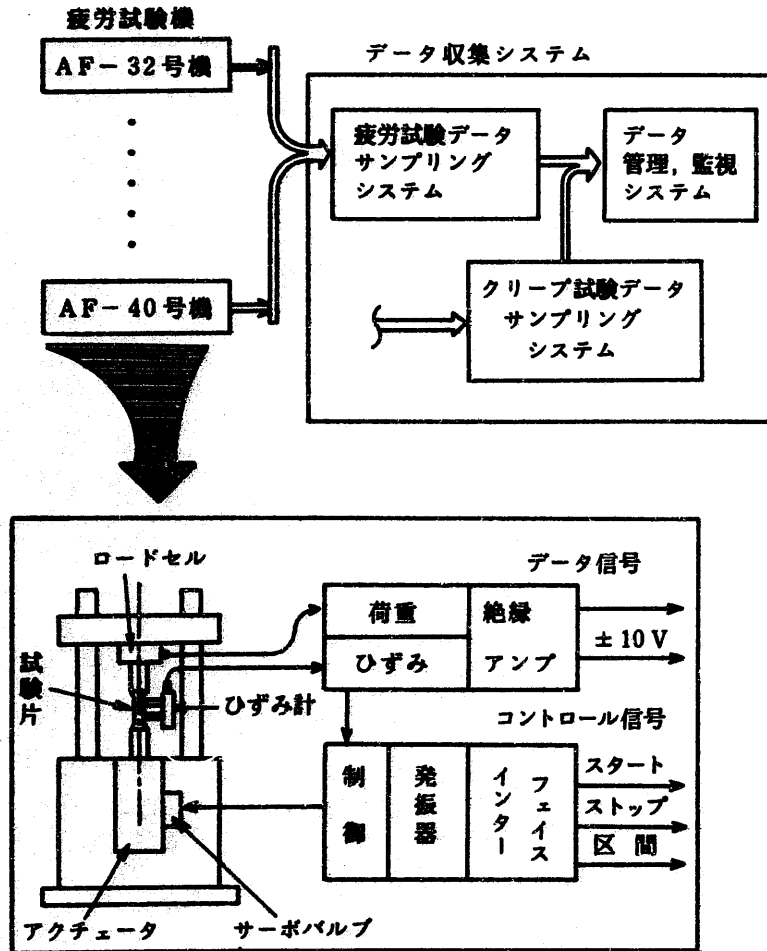 疲労試験機
AF-32号機
AF-40号機
データ収集システム
疲労試験データ
サンプリング
システム
データ
管理,監視
システム
クリープ試験データ
サンプリング
システム
ロードセル
試験片
ひずみ計
アクチュエータ
サーボバルブ
データ信号
荷重
ひずみ
絶縁
アンプ
±10V
コントロール信号
制御
発振器
インター
フェイス
スタート
ストップ
区間